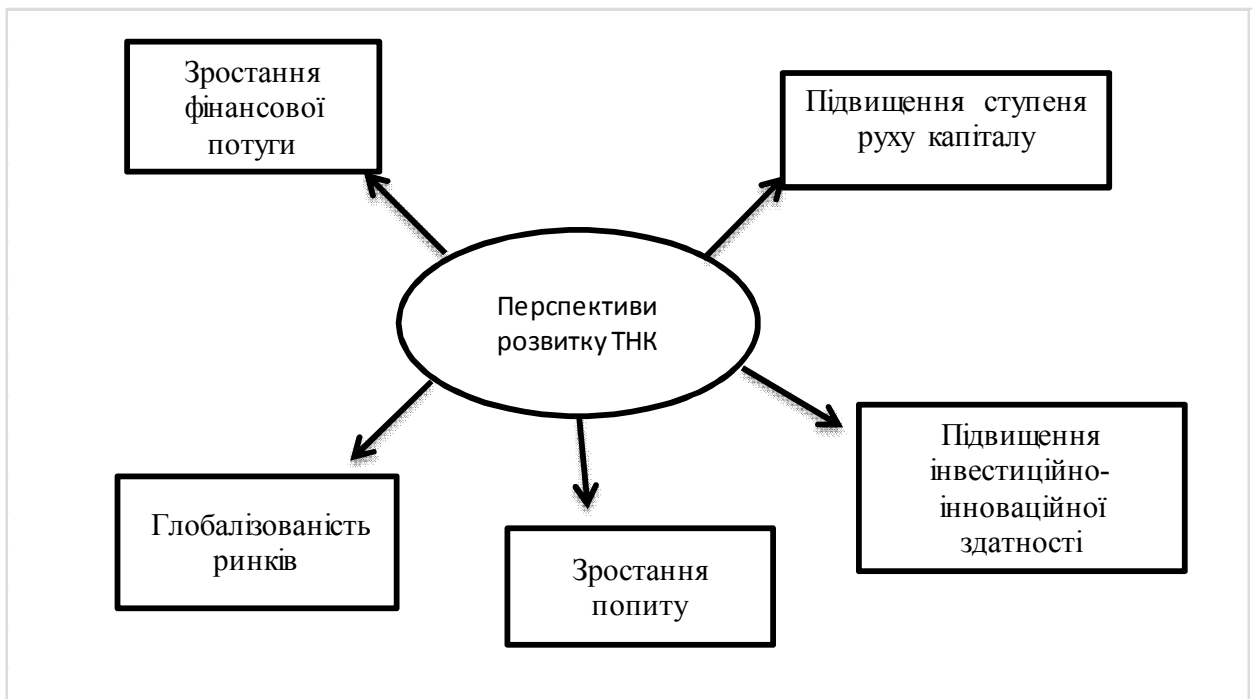 Зростання
фінансової
потуги
Підвищення ступеня
руху капіталу
Перспективи
розвитку ТНК
Глобалізованість
ринків
Зростання
попиту
Підвищення
інвестиційно-
інноваційної
здатності